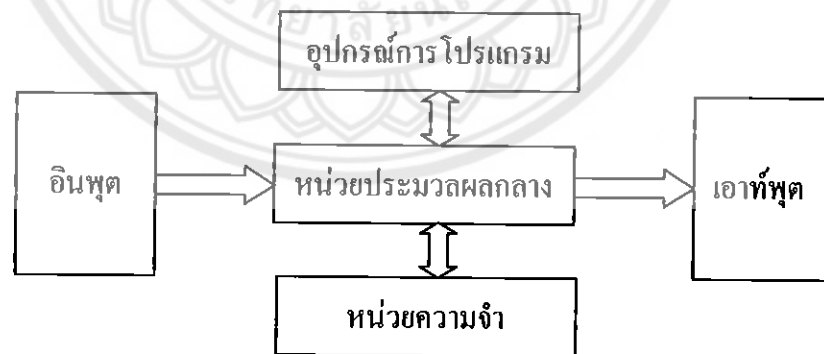 อุปกรณ์การโปรแกรม
อินพุต
หน่วยประมวลผลกลาง
เอาท์พุต
หน่วยความจำ